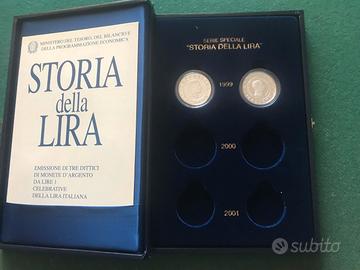 MINISTERO DEL TESORO, DEL BILANCIO E
DELLA PROGRAMMAZIONE ECONOMICA
STORIA
della
LIRA
EMISSIONE DI TRE DITTICI
DI MONETE D'ARGENTO
DA LIRE 1
CELEBRATIVE
DELLA LIRA ITALIANA
SERIE SPECIALE
"STORIA DELLA LIRA"
1999
2000
2001
subito